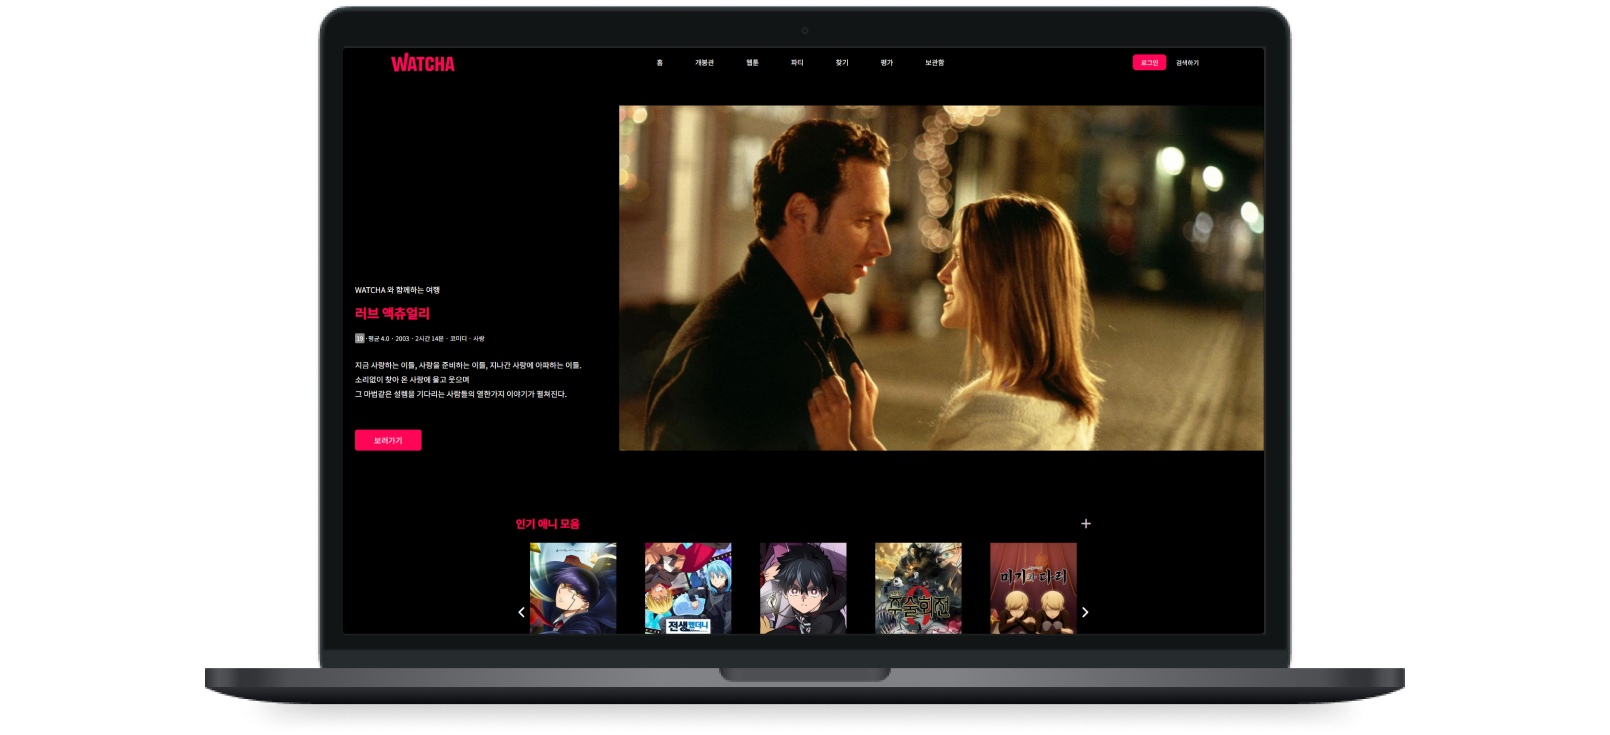 WATCHA
홈 개봉관 웹툰 파티 찾기 평가 보관함
로그인 검색하기
WATCHA 와 함께하는 여행
러브 액츄얼리
19 · 평균 4.0 · 2003 · 2시간 14분 · 코미디 · 사랑
지금 사랑하는 이들, 사랑을 준비하는 이들, 지나간 사랑에 아파하는 이들.
소리없이 찾아 온 사랑에 울고 웃으며
그 마법같은 설렘을 기다리는 사람들의 열한가지 이야기가 펼쳐진다.
보러가기
인기 애니 모음
전생했더니
주술회전
0
미기와 다리